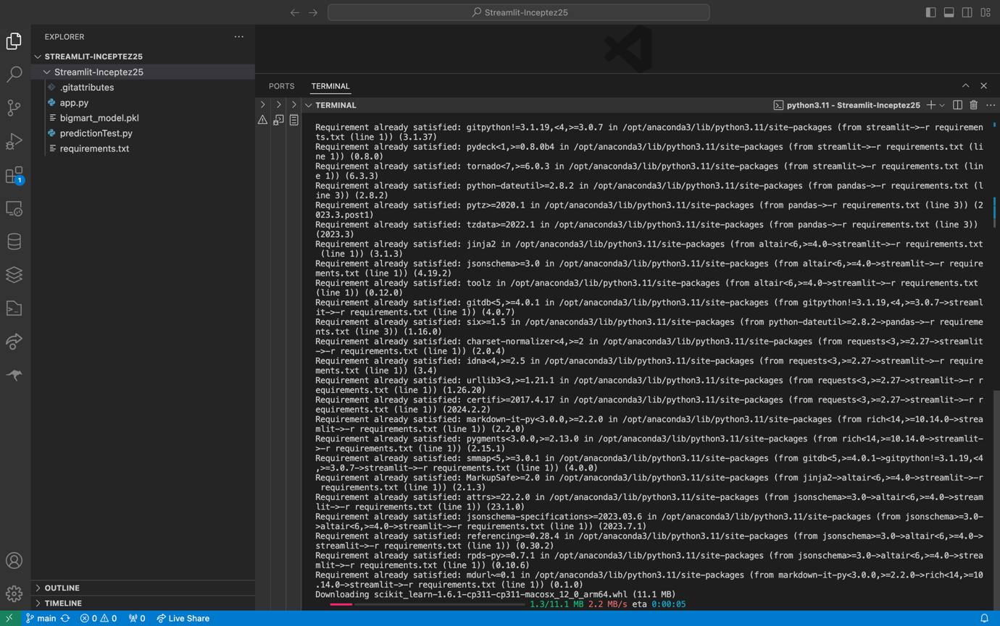 Streamlit-Inceptez25
EXPLORER
STREAMLIT-INCEPTEZ25
Streamlit-Inceptez25
.gitattributes
app.py
bigmart_model.pkl
predictionTest.py
requirements.txt
1
OUTLINE
TIMELINE
PORTS
TERMINAL
TERMINAL
python3.11 - Streamlit-Inceptez25
Requirement already satisfied: gitpython!=3.1.19,<4,>=3.0.7 in /opt/anaconda3/lib/python3.11/site-packages (from streamlit->-r requiremen
ts.txt (line 1)) (3.1.37)
Requirement already satisfied: pydeck<1,>=0.8.0b4 in /opt/anaconda3/lib/python3.11/site-packages (from streamlit->-r requirements.txt (li
ne 1)) (0.8.0)
Requirement already satisfied: tornado<7,>=6.0.3 in /opt/anaconda3/lib/python3.11/site-packages (from streamlit->-r requirements.txt (lin
e 1)) (6.3.3)
Requirement already satisfied: python-dateutil>=2.8.2 in /opt/anaconda3/lib/python3.11/site-packages (from pandas->-r requirements.txt (l
ine 3)) (2.8.2)
Requirement already satisfied: pytz>=2020.1 in /opt/anaconda3/lib/python3.11/site-packages (from pandas->-r requirements.txt (line 3)) (2
023.3.post1)
Requirement already satisfied: tzdata>=2022.1 in /opt/anaconda3/lib/python3.11/site-packages (from pandas->-r requirements.txt (line 3))
(2023.3)
Requirement already satisfied: jinja2 in /opt/anaconda3/lib/python3.11/site-packages (from altair<6,>=4.0->streamlit->-r requirements.txt
(line 1)) (3.1.3)
Requirement already satisfied: jsonschema>=3.0 in /opt/anaconda3/lib/python3.11/site-packages (from altair<6,>=4.0->streamlit->-r require
ments.txt (line 1)) (4.19.2)
Requirement already satisfied: toolz in /opt/anaconda3/lib/python3.11/site-packages (from altair<6,>=4.0->streamlit->-r requirements.txt
(line 1)) (0.12.0)
Requirement already satisfied: gitdb<5,>=4.0.1 in /opt/anaconda3/lib/python3.11/site-packages (from gitpython!=3.1.19,<4,>=3.0.7->streaml
it->-r requirements.txt (line 1)) (4.0.7)
Requirement already satisfied: six>=1.5 in /opt/anaconda3/lib/python3.11/site-packages (from python-dateutil>=2.8.2->pandas->-r requireme
nts.txt (line 3)) (1.16.0)
Requirement already satisfied: charset-normalizer<4,>=2 in /opt/anaconda3/lib/python3.11/site-packages (from requests<3,>=2.27->streamlit
->-r requirements.txt (line 1)) (2.0.4)
Requirement already satisfied: idna<4,>=2.5 in /opt/anaconda3/lib/python3.11/site-packages (from requests<3,>=2.27->streamlit->-r require
ments.txt (line 1)) (3.4)
Requirement already satisfied: urllib3<3,>=1.21.1 in /opt/anaconda3/lib/python3.11/site-packages (from requests<3,>=2.27->streamlit->-r r
equirements.txt (line 1)) (1.26.20)
Requirement already satisfied: certifi>=2017.4.17 in /opt/anaconda3/lib/python3.11/site-packages (from requests<3,>=2.27->streamlit->-r r
equirements.txt (line 1)) (2024.2.2)
Requirement already satisfied: markdown-it-py<3.0.0,>=2.2.0 in /opt/anaconda3/lib/python3.11/site-packages (from rich<14,>=10.14.0->strea
mlit->-r requirements.txt (line 1)) (2.2.0)
Requirement already satisfied: pygments<3.0.0,>=2.13.0 in /opt/anaconda3/lib/python3.11/site-packages (from rich<14,>=10.14.0->streamlit-
>-r requirements.txt (line 1)) (2.15.1)
Requirement already satisfied: smmap<5,>=3.0.1 in /opt/anaconda3/lib/python3.11/site-packages (from gitdb<5,>=4.0.1->gitpython!=3.1.19,<4
,>=3.0.7->streamlit->-r requirements.txt (line 1)) (4.0.0)
Requirement already satisfied: MarkupSafe>=2.0 in /opt/anaconda3/lib/python3.11/site-packages (from jinja2->altair<6,>=4.0->streamlit->-r
requirements.txt (line 1)) (2.1.3)
Requirement already satisfied: attrs>=22.2.0 in /opt/anaconda3/lib/python3.11/site-packages (from jsonschema>=3.0->altair<6,>=4.0->stream
lit->-r requirements.txt (line 1)) (23.1.0)
Requirement already satisfied: jsonschema-specifications>=2023.03.6 in /opt/anaconda3/lib/python3.11/site-packages (from jsonschema>=3.0-
>altair<6,>=4.0->streamlit->-r requirements.txt (line 1)) (2023.7.1)
Requirement already satisfied: referencing>=0.28.4 in /opt/anaconda3/lib/python3.11/site-packages (from jsonschema>=3.0->altair<6,>=4.0->
streamlit->-r requirements.txt (line 1)) (0.30.2)
Requirement already satisfied: rpds-py>=0.7.1 in /opt/anaconda3/lib/python3.11/site-packages (from jsonschema>=3.0->altair<6,>=4.0->strea
mlit->-r requirements.txt (line 1)) (0.10.6)
Requirement already satisfied: mdurl~=0.1 in /opt/anaconda3/lib/python3.11/site-packages (from markdown-it-py<3.0.0,>=2.2.0->rich<14,>=10
.14.0->streamlit->-r requirements.txt (line 1)) (0.1.0)
Downloading scikit_learn-1.6.1-cp311-cp311-macosx_12_0_arm64.whl (11.1 MB)
1.3/11.1 MB 2.2 MB/s eta 0:00:05
main 0 0 0 Live Share